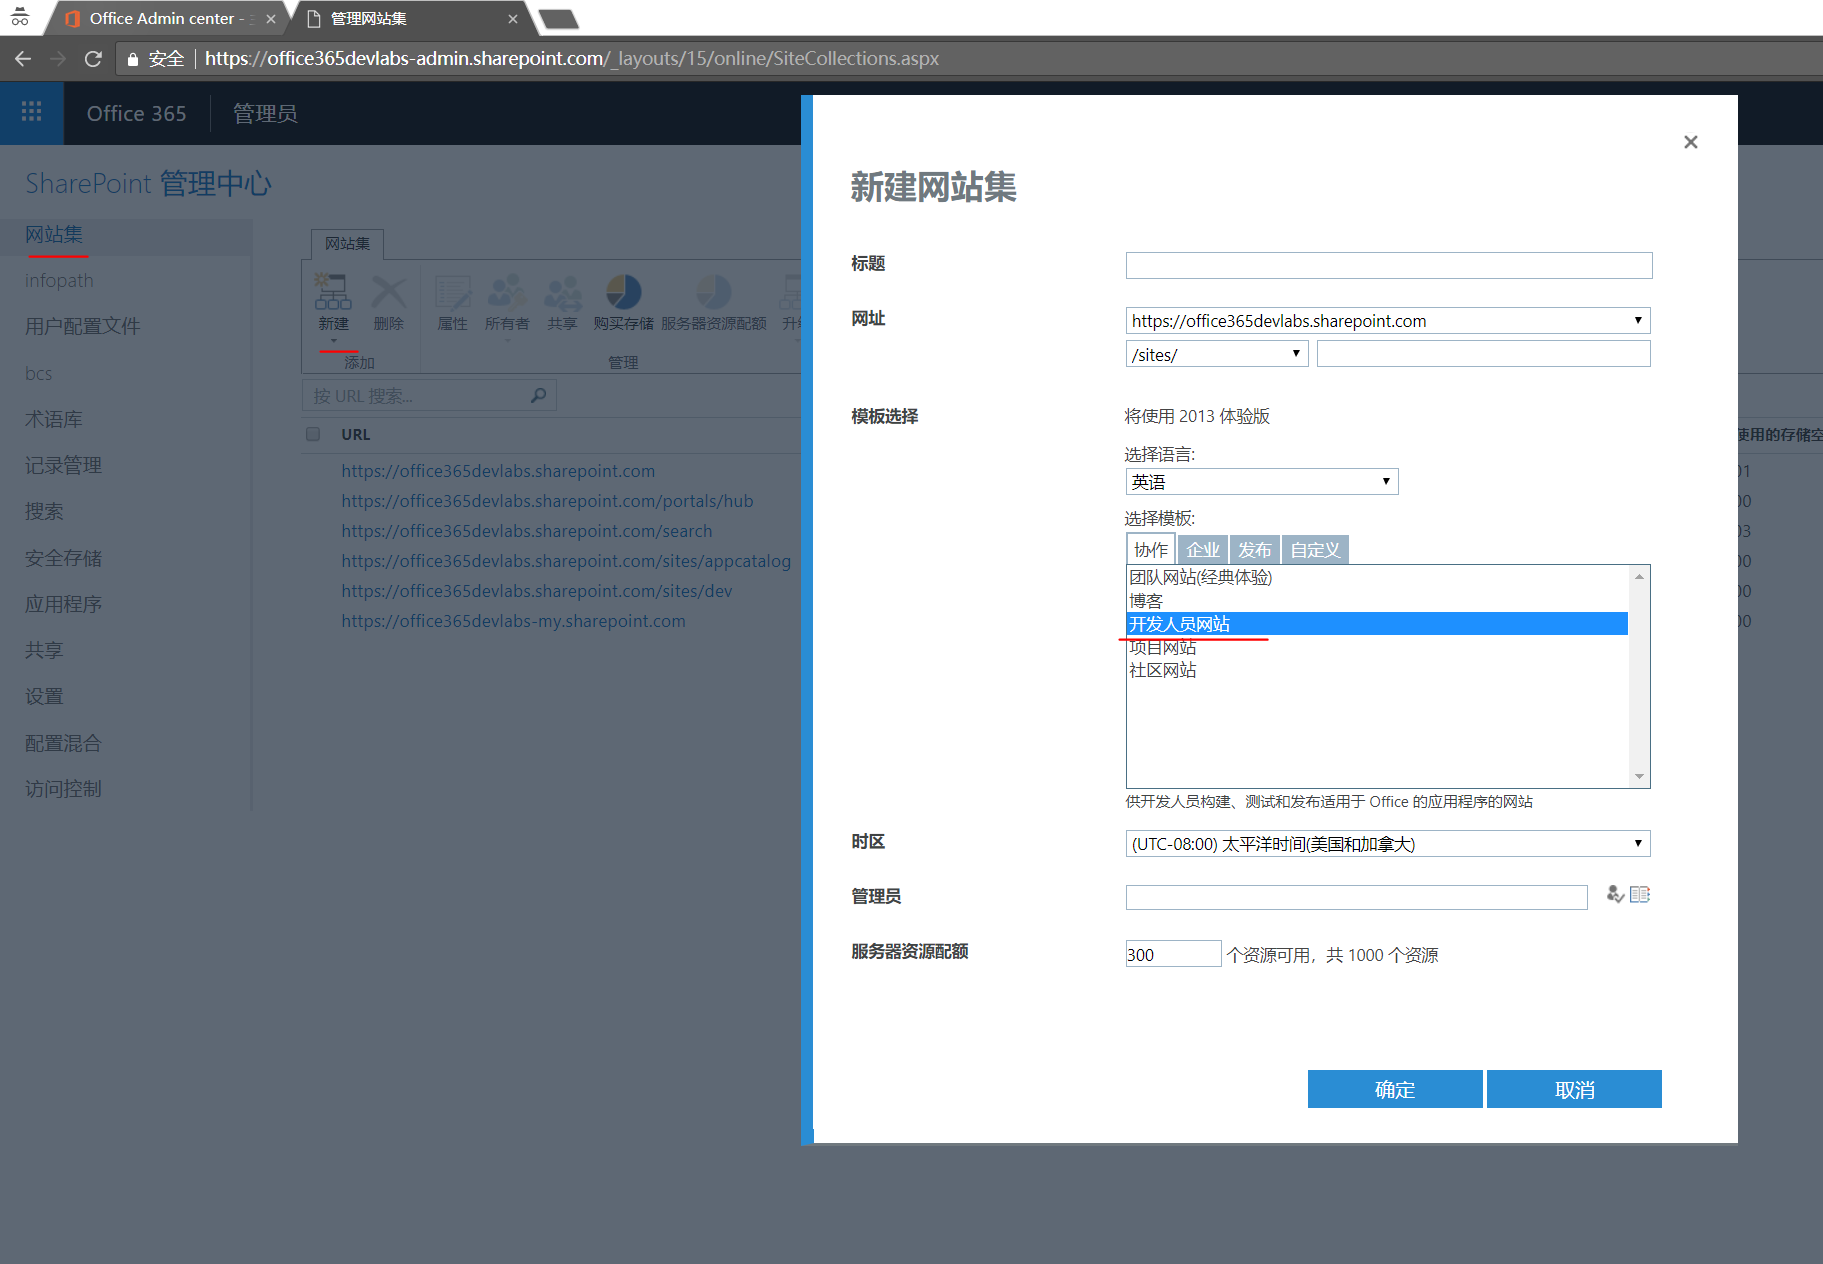 Office Admin center -
管理网站集
安全
https://office365devlabs-admin.sharepoint.com/_layouts/15/online/SiteCollections.aspx
Office 365
管理员
SharePoint 管理中心
网站集
infopath
用户配置文件
bcs
术语库
记录管理
搜索
安全存储
应用程序
共享
设置
配置混合
访问控制
网站集
新建
删除
属性
所有者
共享
购买存储
服务器资源配额
添加
管理
按 URL 搜索...
URL
https://office365devlabs.sharepoint.com
https://office365devlabs.sharepoint.com/portals/hub
https://office365devlabs.sharepoint.com/search
https://office365devlabs.sharepoint.com/sites/appcatalog
https://office365devlabs.sharepoint.com/sites/dev
https://office365devlabs-my.sharepoint.com
使用的存储空
01
00
03
00
00
00
新建网站集
标题
网址
https://office365devlabs.sharepoint.com
/sites/
模板选择
将使用 2013 体验版
选择语言:
英语
选择模板:
协作 企业 发布 自定义
团队网站(经典体验)
博客
开发人员网站
项目网站
社区网站
供开发人员构建、测试和发布适用于 Office 的应用程序的网站
时区
(UTC-08:00) 太平洋时间(美国和加拿大)
管理员
服务器资源配额
300 个资源可用，共 1000 个资源
确定
取消